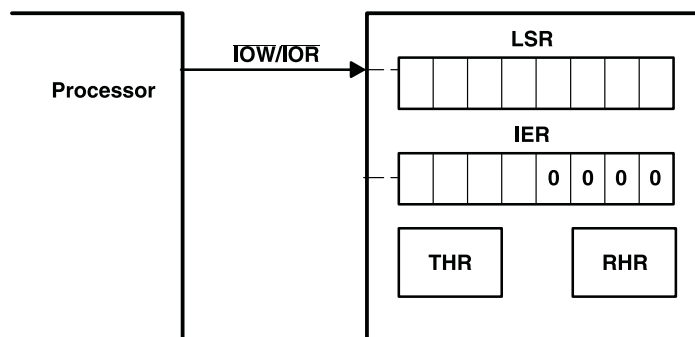 LSR
IOW/IOR
Processor
IER
0 0 0 0
THR RHR